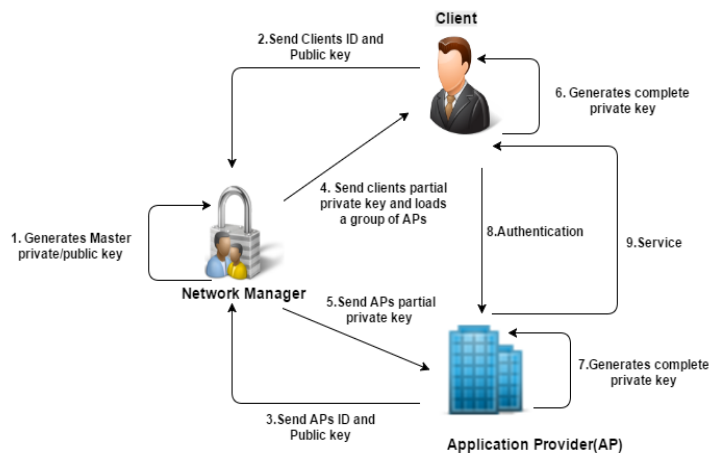 Client
2.Send Clients ID and
Public key
6. Generates complete
private key
4. Send clients partial
private key and loads
a group of APs
1. Generates Master
private/public key
8.Authentication
9.Service
Network Manager
5.Send APs partial
private key
7.Generates complete
private key
3.Send APs ID and
Public key
Application Provider(AP)